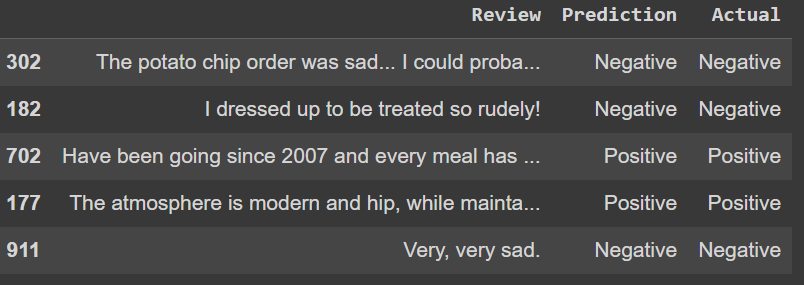 Review Prediction Actual
302 The potato chip order was sad... I could proba... Negative Negative
182 I dressed up to be treated so rudely! Negative Negative
702 Have been going since 2007 and every meal has ... Positive Positive
177 The atmosphere is modern and hip, while mainta... Positive Positive
911 Very, very sad. Negative Negative